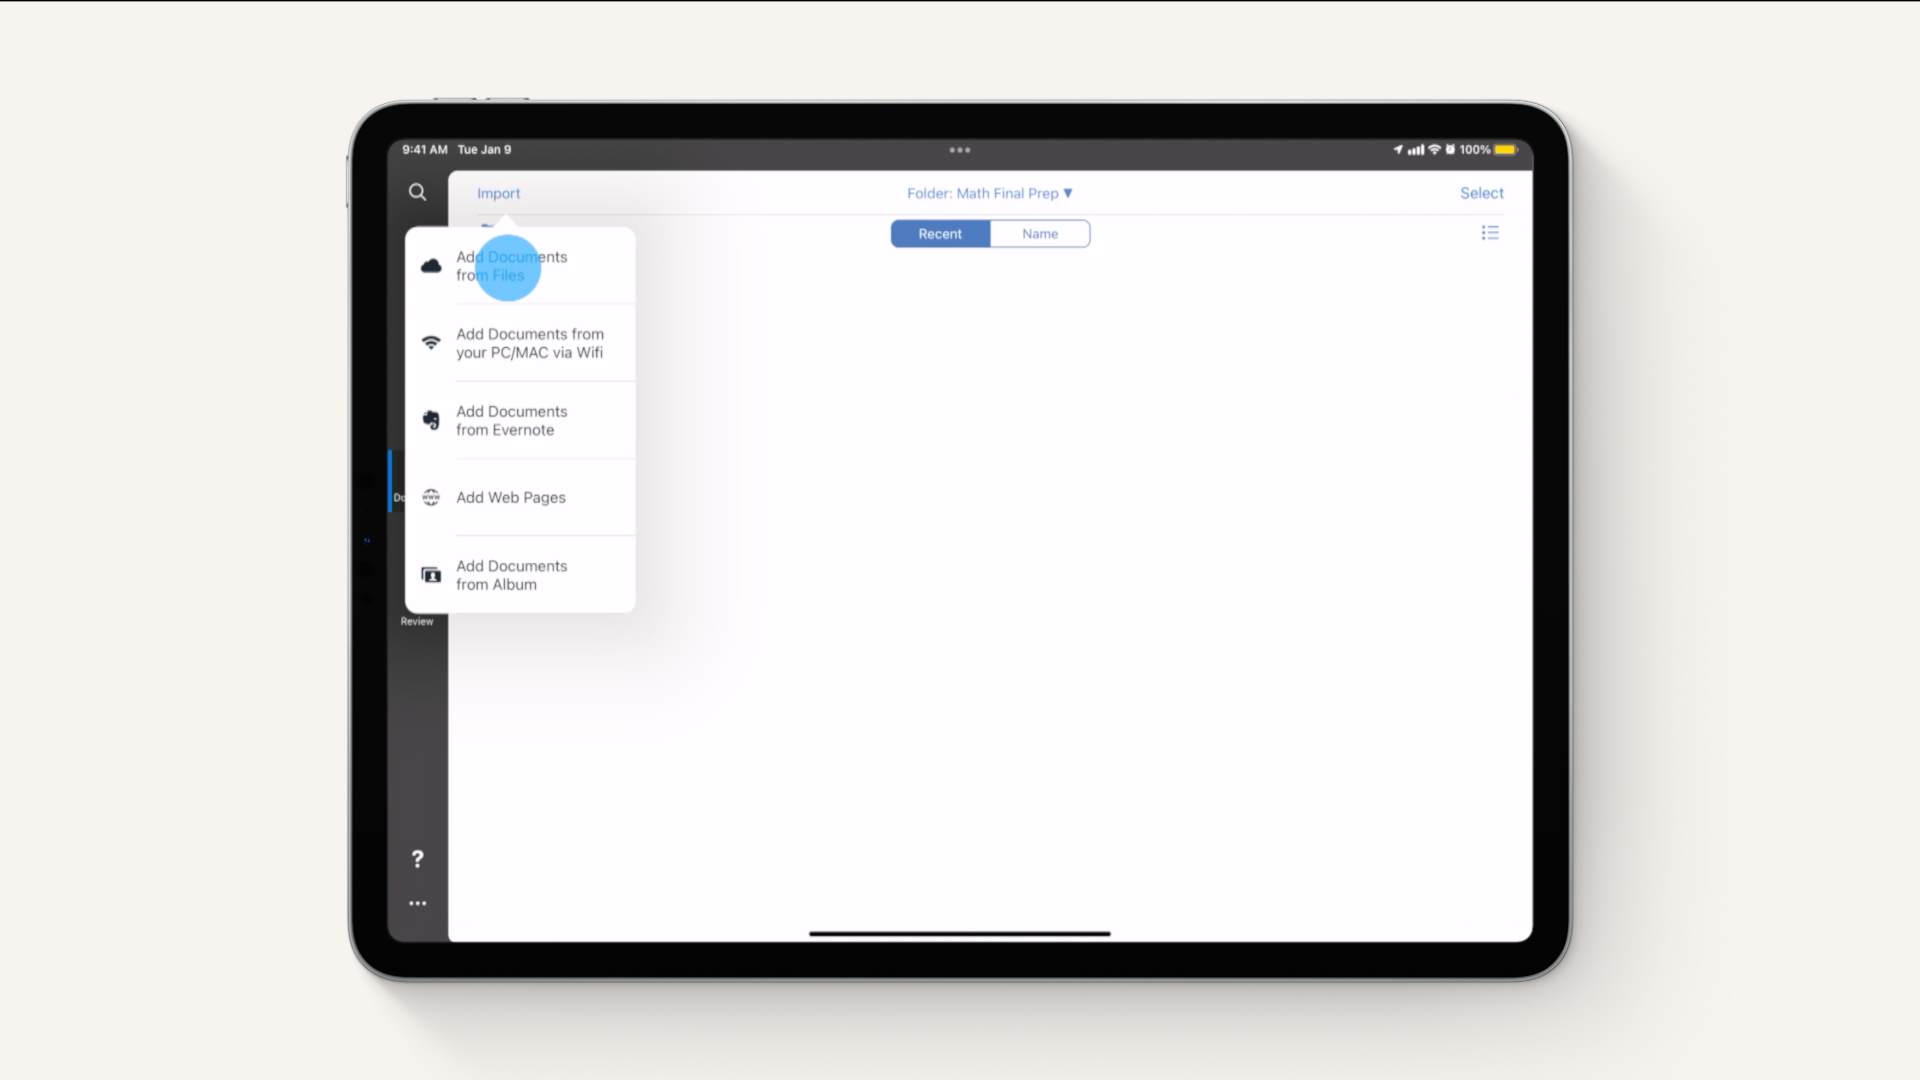 9:41 AM Tue Jan 9
100%
Import
Folder: Math Final Prep ▼
Select
Recent
Name
Add Documents
from Files
Add Documents from
your PC/MAC via Wifi
Add Documents
from Evernote
Do
www
Add Web Pages
Add Documents
from Album
Review
?